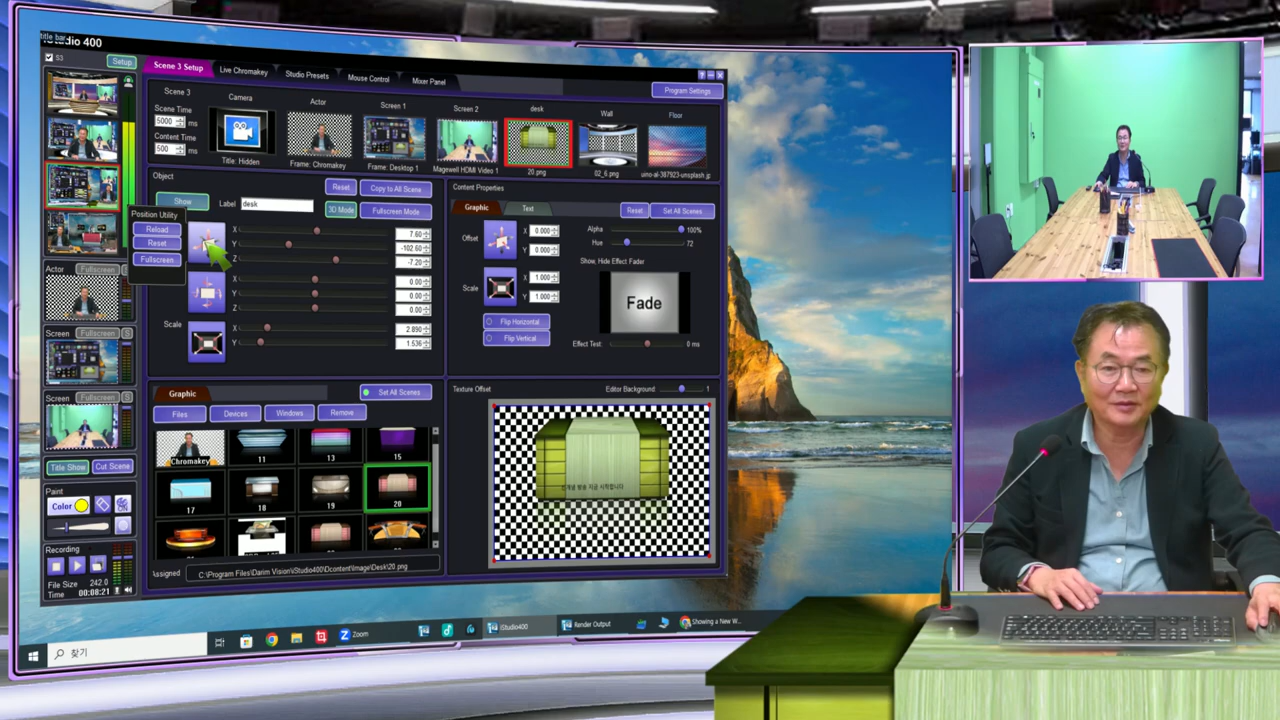 title bar
iStudio 400
S3
Setup
Scene 3 Setup
Live Chromakey
Studio Presets
Mouse Control
Mixer Panel
Program Settings
Scene 3
Scene Time
5000 ms
Content Time
500 ms
Camera
Title: Hidden
Actor
Frame: Chromakey
Screen 1
Frame: Desktop 1
Screen 2
Magewell HDMI Video 1
desk
20.png
Wall
02_6.png
Floor
uino-al-387923-unsplash.jp
Object
Show
Label desk
Reset
Copy to All Scene
3D Mode
Fullscreen Mode
Position Utility
Reload
Reset
Fullscreen
X 7.60
Y -102.60
Z -7.20
X 0.00
Y 0.00
Z 0.00
Scale
X 2.890
Y 1.536
Content Properties
Graphic
Text
Reset
Set All Scenes
Offset
X 0.000
Y 0.000
Scale
X 1.000
Y 1.000
Flip Horizontal
Flip Vertical
Alpha 100%
Hue 72
Show, Hide Effect Fader
Fade
Effect Test: 0 ms
Actor
Fullscreen
Screen
Fullscreen
S
Screen
Fullscreen
S
Title Show
Cut Scene
Paint
Color
Recording
File Size 242.0
Time 00:08:21
Graphic
Set All Scenes
Files
Devices
Windows
Remove
Chromakey
11
13
15
17
18
19
20
Assigned
C:\Program Files\Darim Vision\iStudio400\Dcontent\Image\Desk\20.png
Texture Offset
Editor Background: 1
찾기
Zoom
iStudio400
Render Output
Showing a New W...